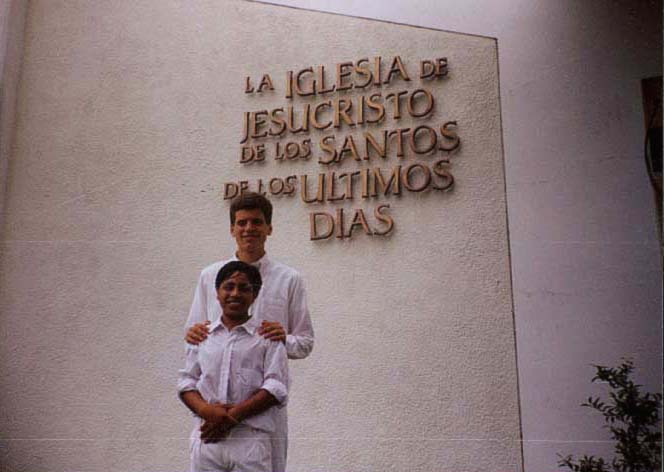 LA IGLESIA DE
JESUCRISTO
DE LOS SANTOS
DE LOS ULTIMOS
DIAS